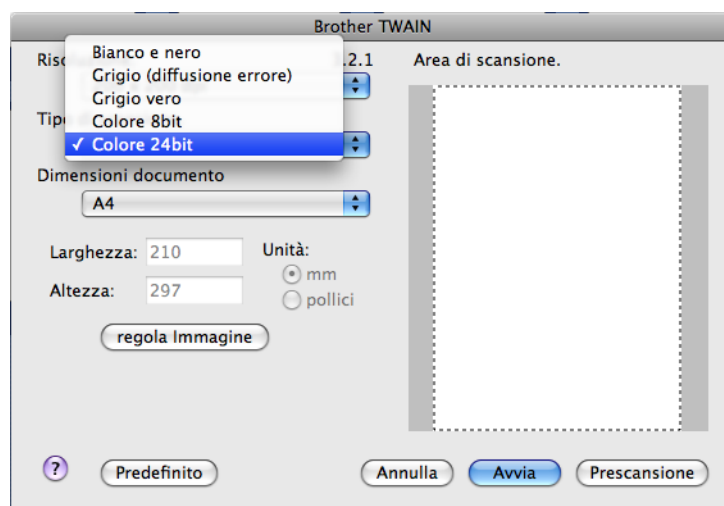 Brother TWAIN
Bianco e nero
Grigio (diffusione errore)
Grigio vero
Colore 8bit
✓ Colore 24bit
.2.1
Area di scansione.
Dimensioni documento
A4
Larghezza: 210
Unità:
mm
Altezza: 297
pollici
regola Immagine
?
Predefinito
Annulla
Avvia
Prescansione